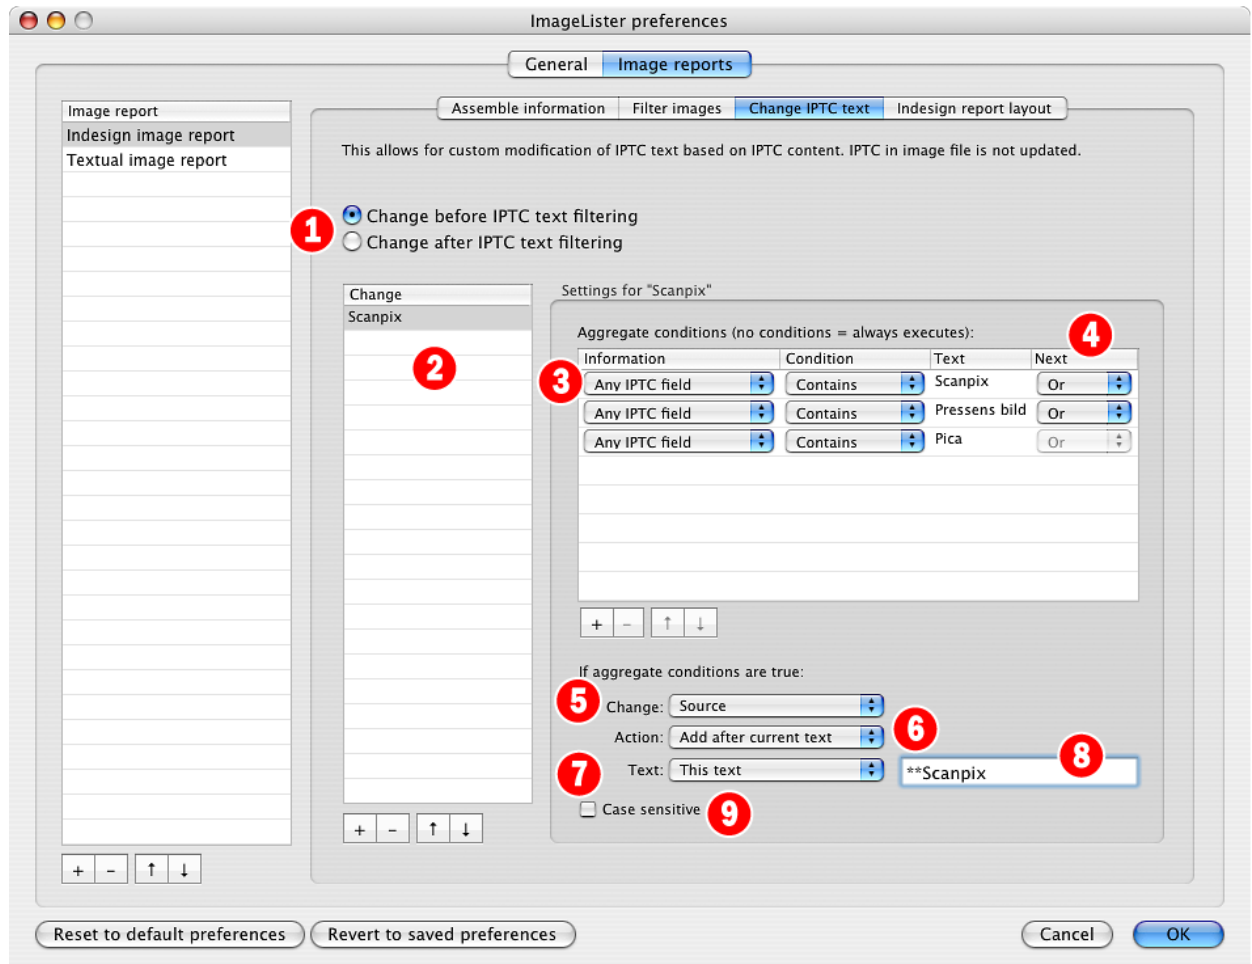 ImageLister preferences
General Image reports
Image report
Indesign image report
Textual image report
Assemble information Filter images Change IPTC text Indesign report layout
This allows for custom modification of IPTC text based on IPTC content. IPTC in image file is not updated.
1
Change before IPTC text filtering
Change after IPTC text filtering
Change
Scanpix
2
Settings for "Scanpix"
Aggregate conditions (no conditions = always executes):
4
Information Condition Text Next
3
Any IPTC field Contains Scanpix Or
Any IPTC field Contains Pressens bild Or
Any IPTC field Contains Pica Or
+ - ↑ ↓
If aggregate conditions are true:
5 Change: Source
Action: Add after current text 6
7 Text: This text **Scanpix 8
Case sensitive 9
+ - ↑ ↓
+ - ↑ ↓
Reset to default preferences Revert to saved preferences Cancel OK